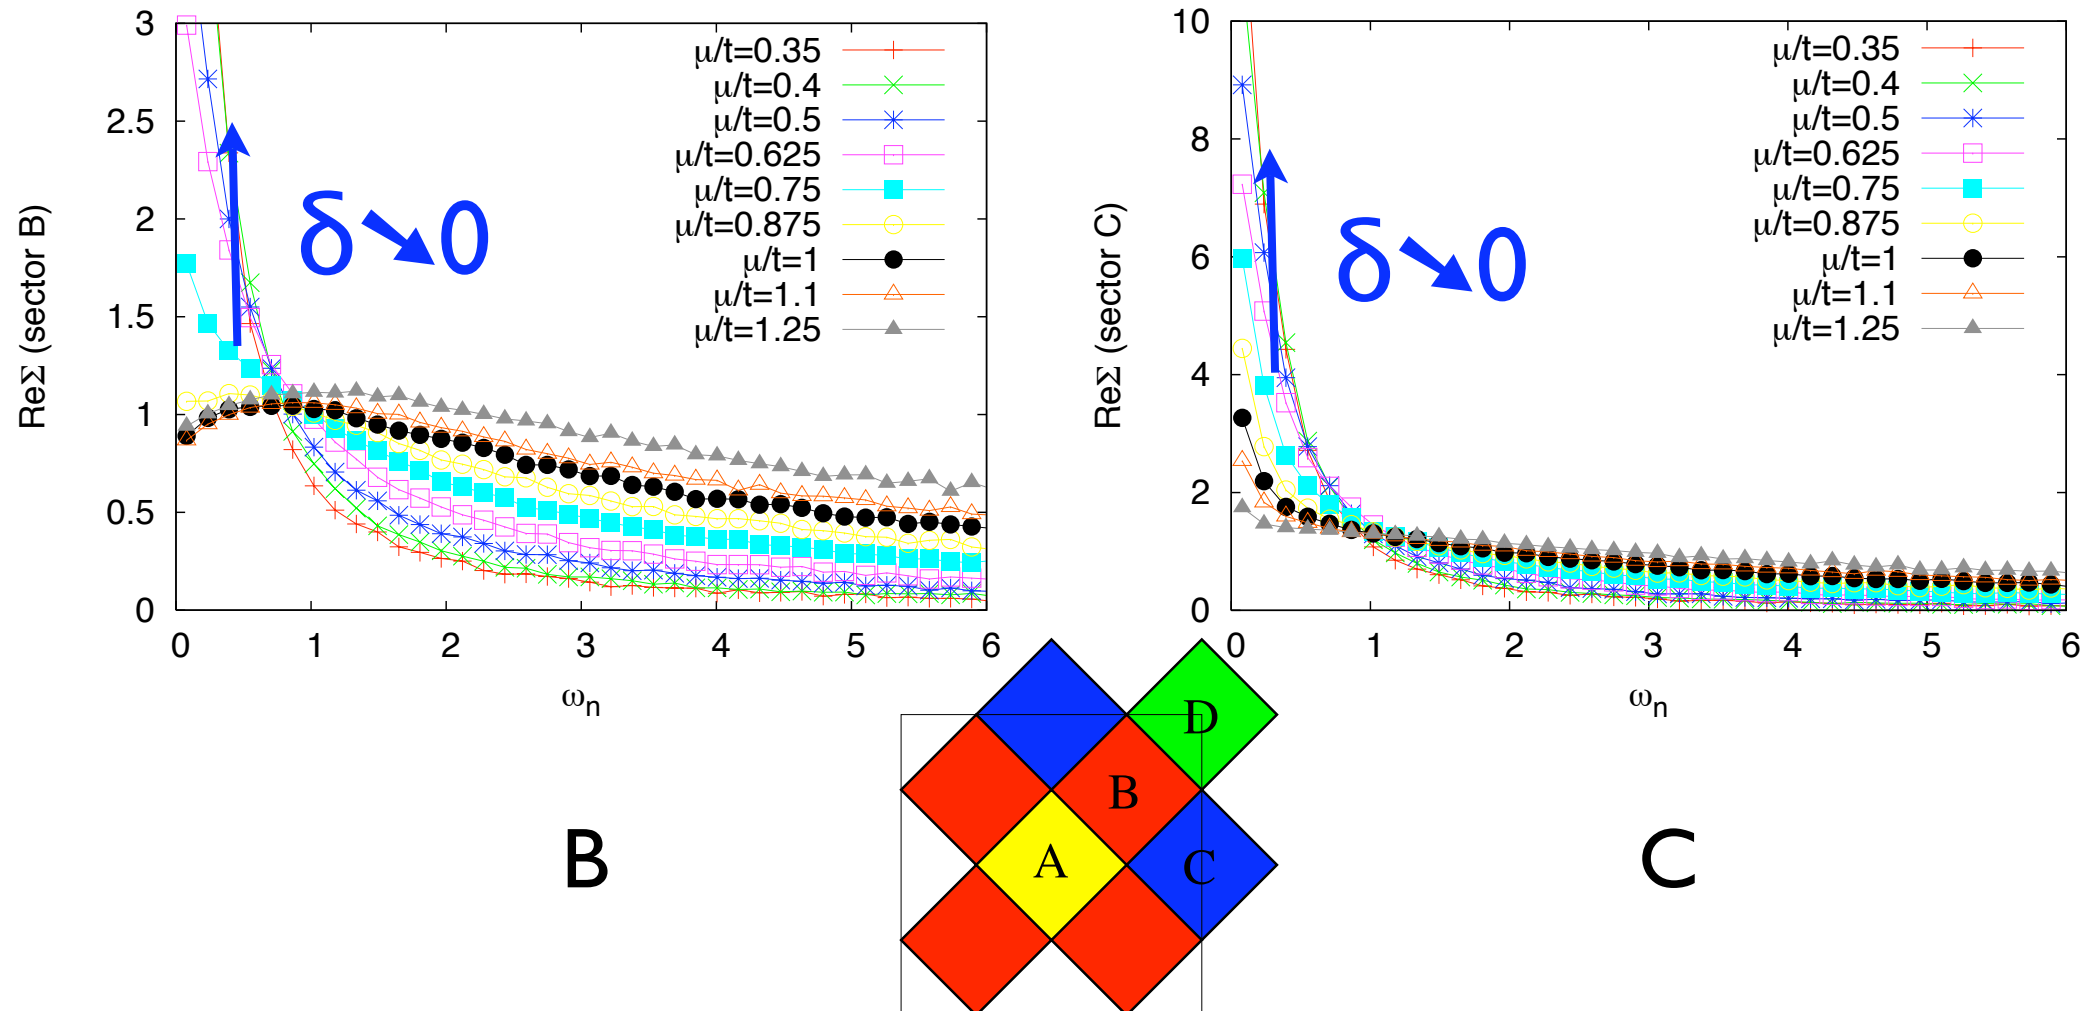 ReΣ (sector B)
3
2.5
2
1.5
1
0.5
0
0 1 2 3 4 5 6
ωn
μ/t=0.35
μ/t=0.4
μ/t=0.5
μ/t=0.625
μ/t=0.75
μ/t=0.875
μ/t=1
μ/t=1.1
μ/t=1.25
δ➘0
B
ReΣ (sector C)
10
8
6
4
2
0
0 1 2 3 4 5 6
ωn
μ/t=0.35
μ/t=0.4
μ/t=0.5
μ/t=0.625
μ/t=0.75
μ/t=0.875
μ/t=1
μ/t=1.1
μ/t=1.25
δ➘0
C
D
B
A
C